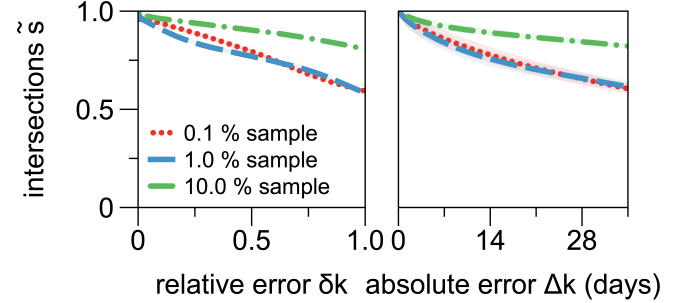 1.0
0.5
0
intersections s̃
0.1 % sample
1.0 % sample
10.0 % sample
0 0.5 1.0 0 14 28
relative error δk absolute error Δk (days)